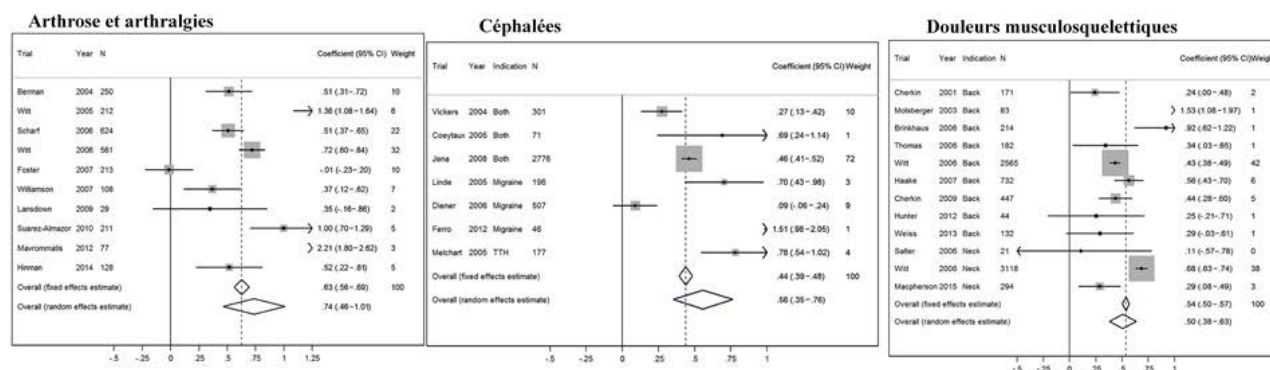 Arthrose et arthralgies
Trial Year N Coefficient (95% CI) Weight
Berman 2004 250 .51 (.31-.72) 10
Witt 2005 212 1.36 (1.08-1.64) 6
Scharf 2006 624 .51 (.37-.65) 22
Witt 2006 561 .72 (.60-.84) 32
Foster 2007 213 -.01 (-.23-.20) 10
Williamson 2007 108 .37 (.12-.62) 7
Lansdown 2009 29 .35 (-.16-.86) 2
Suarez-Almazor 2010 211 1.00 (.70-1.29) 5
Mavrommatis 2012 77 2.21 (1.80-2.62) 3
Hinman 2014 128 .52 (.22-.81) 5
Overall (fixed effects estimate) .63 (.56-.69) 100
Overall (random effects estimate) .74 (.46-1.01)
-.5 0 .25 .5 .75 1 1.25
Céphalées
Trial Year Indication N Coefficient (95% CI) Weight
Vickers 2004 Both 301 .27 (.13-.42) 10
Coeytaux 2005 Both 71 .69 (.24-1.14) 1
Jena 2008 Both 2776 .46 (.41-.52) 72
Linde 2005 Migraine 196 .70 (.43-.98) 3
Diener 2006 Migraine 507 .09 (-.06-.24) 9
Ferro 2012 Migraine 46 1.51 (.98-2.05) 1
Melchart 2005 TTH 177 .78 (.54-1.02) 4
Overall (fixed effects estimate) .44 (.39-.48) 100
Overall (random effects estimate) .56 (.35-.76)
-.5 0 .5 1
Douleurs musculosquelettiques
Trial Year Indication N Coefficient (95% CI) Weight
Cherkin 2001 Back 171 .24 (.00-.48) 2
Molsberger 2003 Back 83 1.53 (1.08-1.97) 1
Brinkhaus 2006 Back 214 .92 (.62-1.22) 1
Thomas 2006 Back 182 .34 (.03-.65) 1
Witt 2006 Back 2565 .43 (.38-.49) 42
Haake 2007 Back 732 .56 (.43-.70) 6
Cherkin 2009 Back 447 .44 (.28-.60) 5
Hunter 2012 Back 44 .25 (-.21-.71) 1
Weiss 2013 Back 132 .29 (-.03-.61) 1
Salter 2006 Neck 21 .11 (-.57-.78) 0
Witt 2006 Neck 3118 .68 (.63-.74) 38
Macpherson 2015 Neck 294 .29 (.08-.49) 3
Overall (fixed effects estimate) .54 (.50-.57) 100
Overall (random effects estimate) .50 (.38-.63)
-.5 -.25 0 .25 .5 .75 1